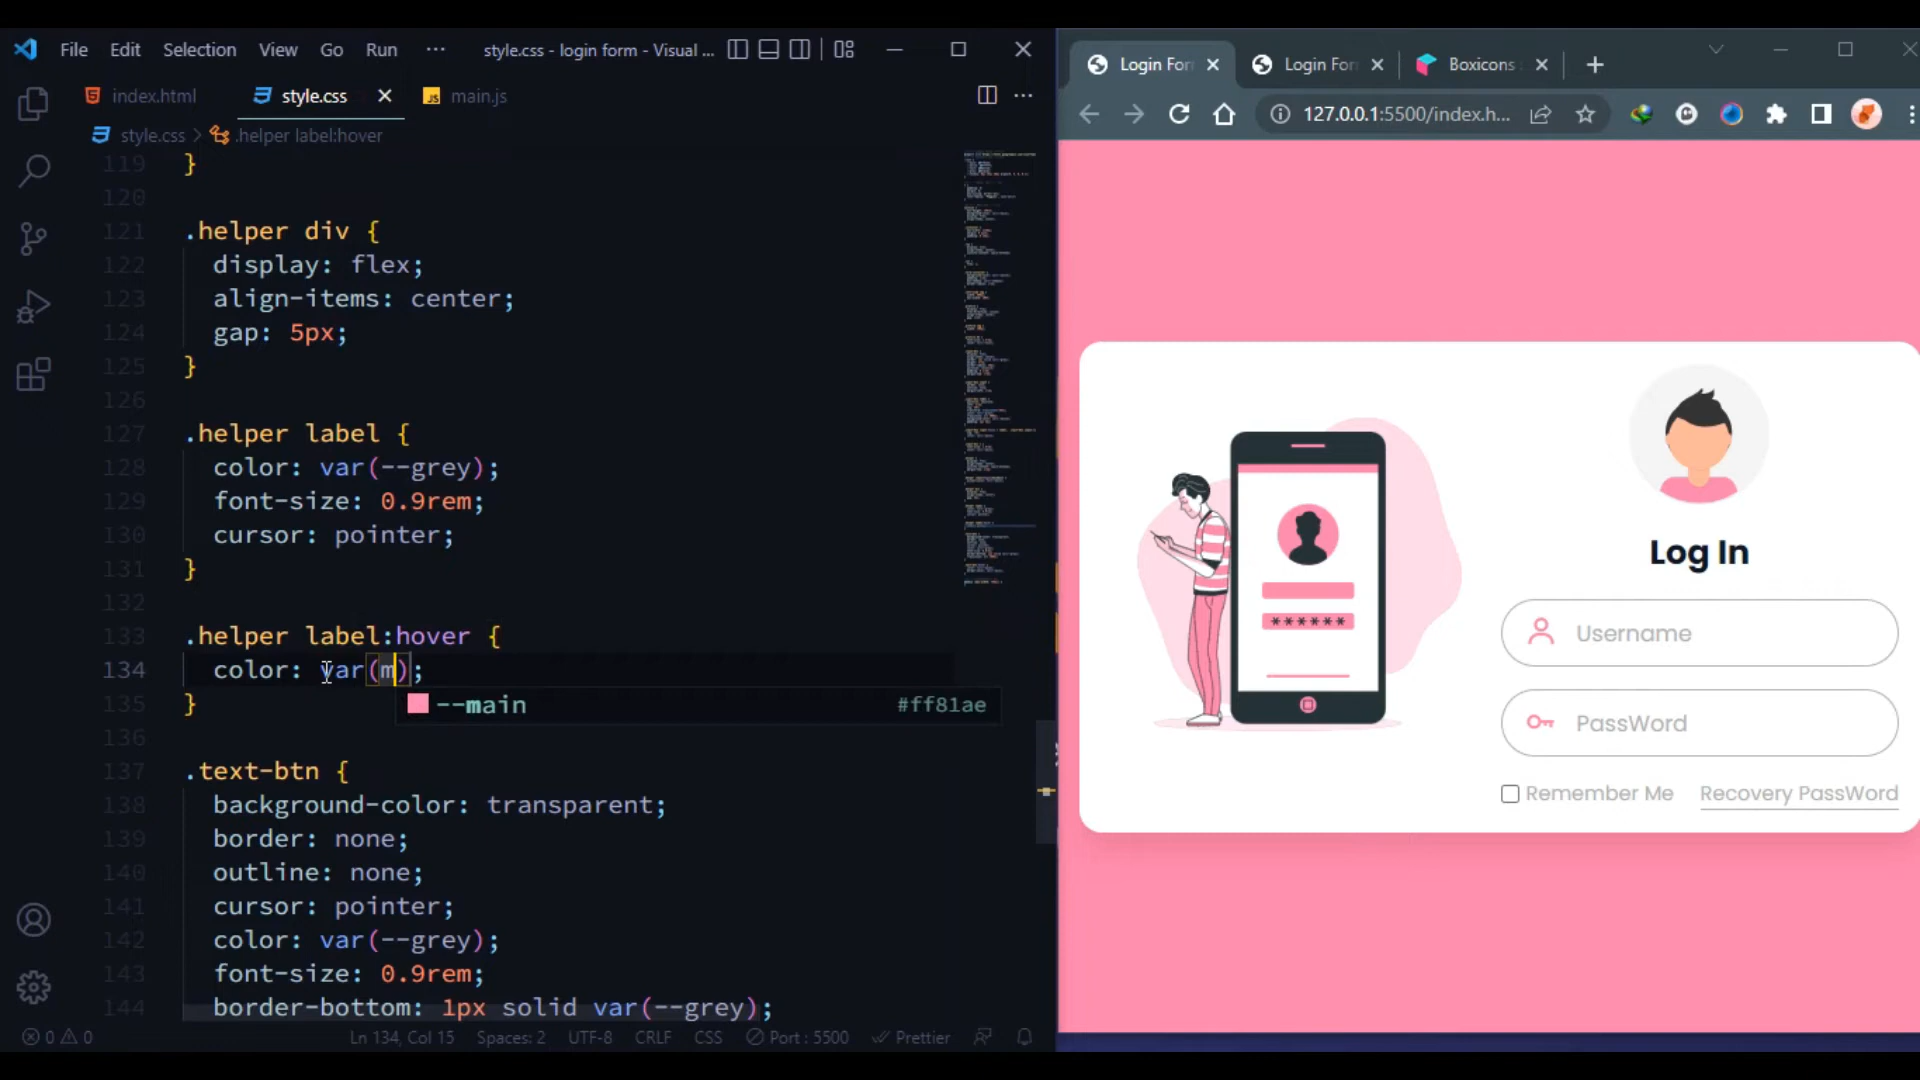 File Edit Selection View Go Run ··· style.css - login form - Visual ...
index.html style.css main.js
style.css > .helper label:hover
119 }
120
121 .helper div {
122 display: flex;
123 align-items: center;
124 gap: 5px;
125 }
126
127 .helper label {
128 color: var(--grey);
129 font-size: 0.9rem;
130 cursor: pointer;
131 }
132
133 .helper label:hover {
134 color: var(m);
135 }
--main #ff81ae
136
137 .text-btn {
138 background-color: transparent;
139 border: none;
140 outline: none;
141 cursor: pointer;
142 color: var(--grey);
143 font-size: 0.9rem;
144 border-bottom: 1px solid var(--grey);
0 0 Ln 134, Col 15 Spaces: 2 UTF-8 CRLF CSS Port : 5500 Prettier
Login For Login For Boxicons
127.0.0.1:5500/index.h...
******
Log In
Username
PassWord
Remember Me Recovery PassWord